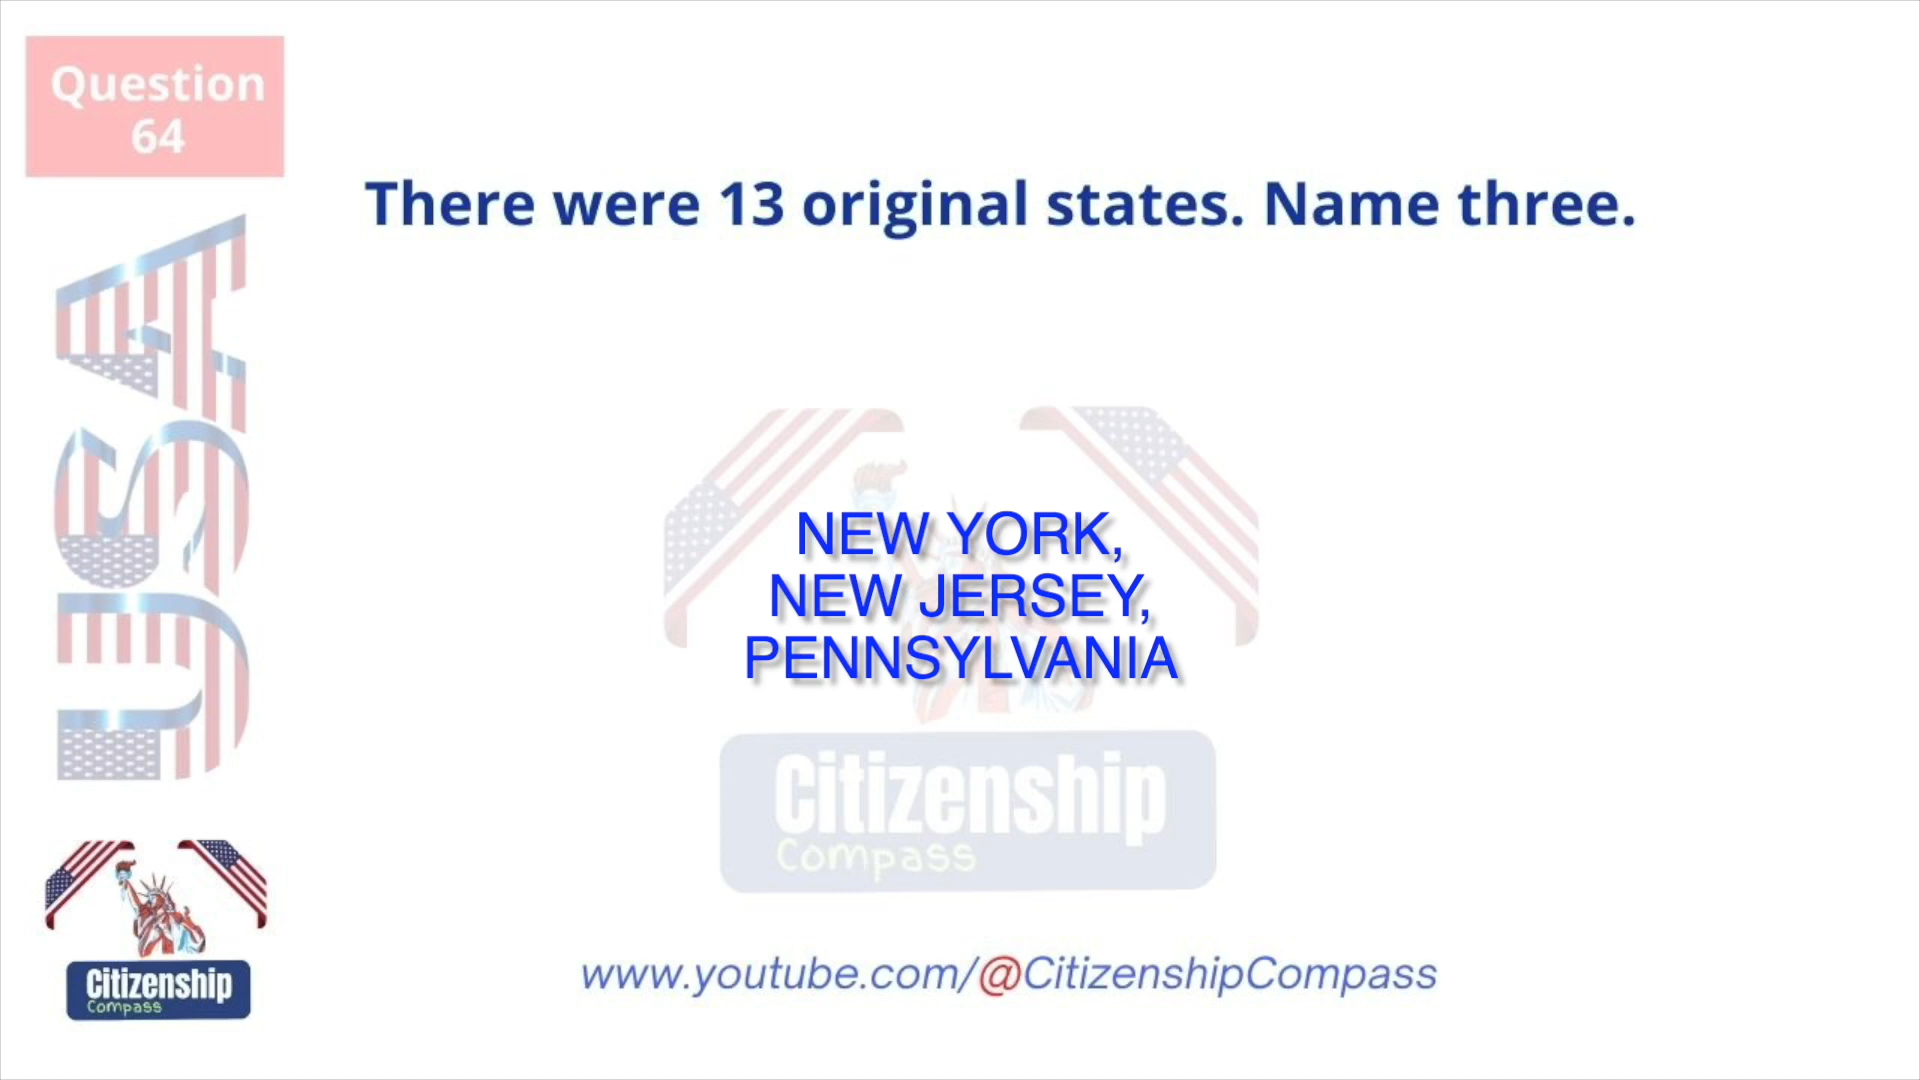 Question
64
There were 13 original states. Name three.
NEW YORK,
NEW JERSEY,
PENNSYLVANIA
Citizenship
Compass
USA
Citizenship
Compass
www.youtube.com/@CitizenshipCompass